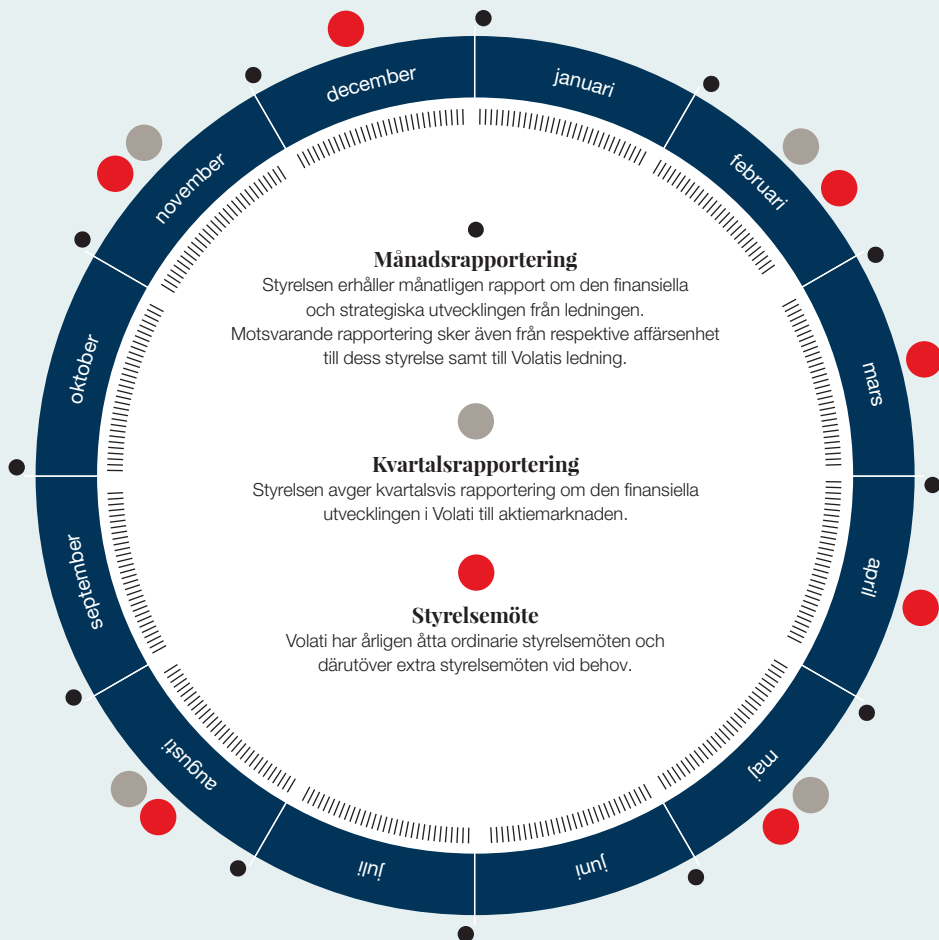 januari
februari
mars
april
maj
juni
juli
augusti
september
oktober
november
december
Månadsrapportering
Styrelsen erhåller månatligen rapport om den finansiella
och strategiska utvecklingen från ledningen.
Motsvarande rapportering sker även från respektive affärsenhet
till dess styrelse samt till Volatis ledning.
Kvartalsrapportering
Styrelsen avger kvartalsvis rapportering om den finansiella
utvecklingen i Volati till aktiemarknaden.
Styrelsemöte
Volati har årligen åtta ordinarie styrelsemöten och
därutöver extra styrelsemöten vid behov.